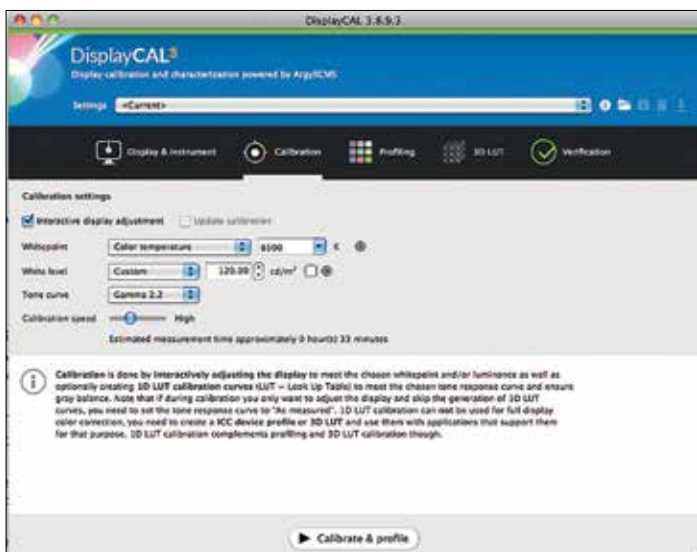 DisplayCAL 3.8.9.3
DisplayCAL3
Display calibration and characterization powered by ArgyllCMS
Settings <Current>
Display & instrument Calibration Profiling 3D LUT Verification
Calibration settings
Interactive display adjustment Update calibration
Whitepoint Color temperature 6500 K
White level Custom 120.00 cd/m²
Tone curve Gamma 2.2
Calibration speed High
Estimated measurement time approximately 0 hour(s) 33 minutes
Calibration is done by interactively adjusting the display to meet the chosen whitepoint and/or luminance as well as
optionally creating 1D LUT calibration curves (LUT – Look Up Table) to meet the chosen tone response curve and ensure
gray balance. Note that if during calibration you only want to adjust the display and skip the generation of 1D LUT
curves, you need to set the tone response curve to "As measured". 1D LUT calibration can not be used for full display
color correction, you need to create a ICC device profile or 3D LUT and use them with applications that support them
for that purpose. 1D LUT calibration complements profiling and 3D LUT calibration though.
Calibrate & profile